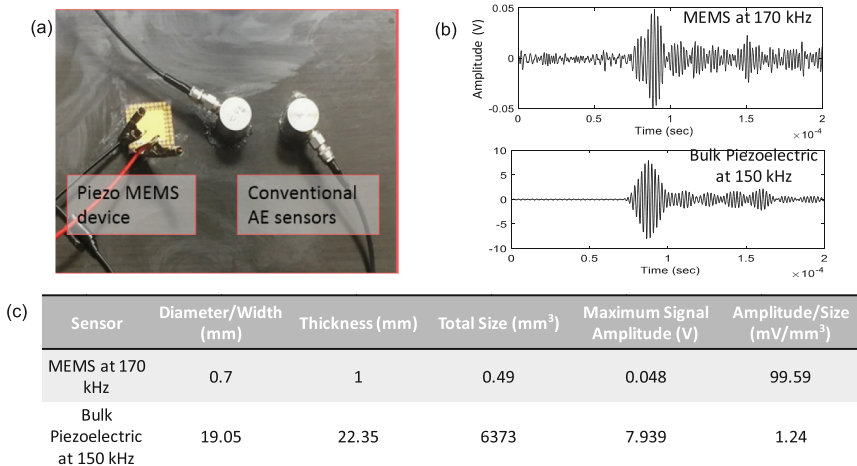 (a)
Piezo MEMS
device
Conventional
AE sensors
(b)
MEMS at 170 kHz
Amplitude (V)
0.05
0
-0.05
0
0.5
1
1.5
2
Time (sec)
×10⁻⁴
Bulk Piezoelectric
at 150 kHz
10
5
0
-5
-10
0
0.5
1
1.5
2
Time (sec)
×10⁻⁴
(c)
Sensor Diameter/Width (mm) Thickness (mm) Total Size (mm³) Maximum Signal Amplitude (V) Amplitude/Size (mV/mm³)
MEMS at 170 kHz 0.7 1 0.49 0.048 99.59
Bulk Piezoelectric at 150 kHz 19.05 22.35 6373 7.939 1.24